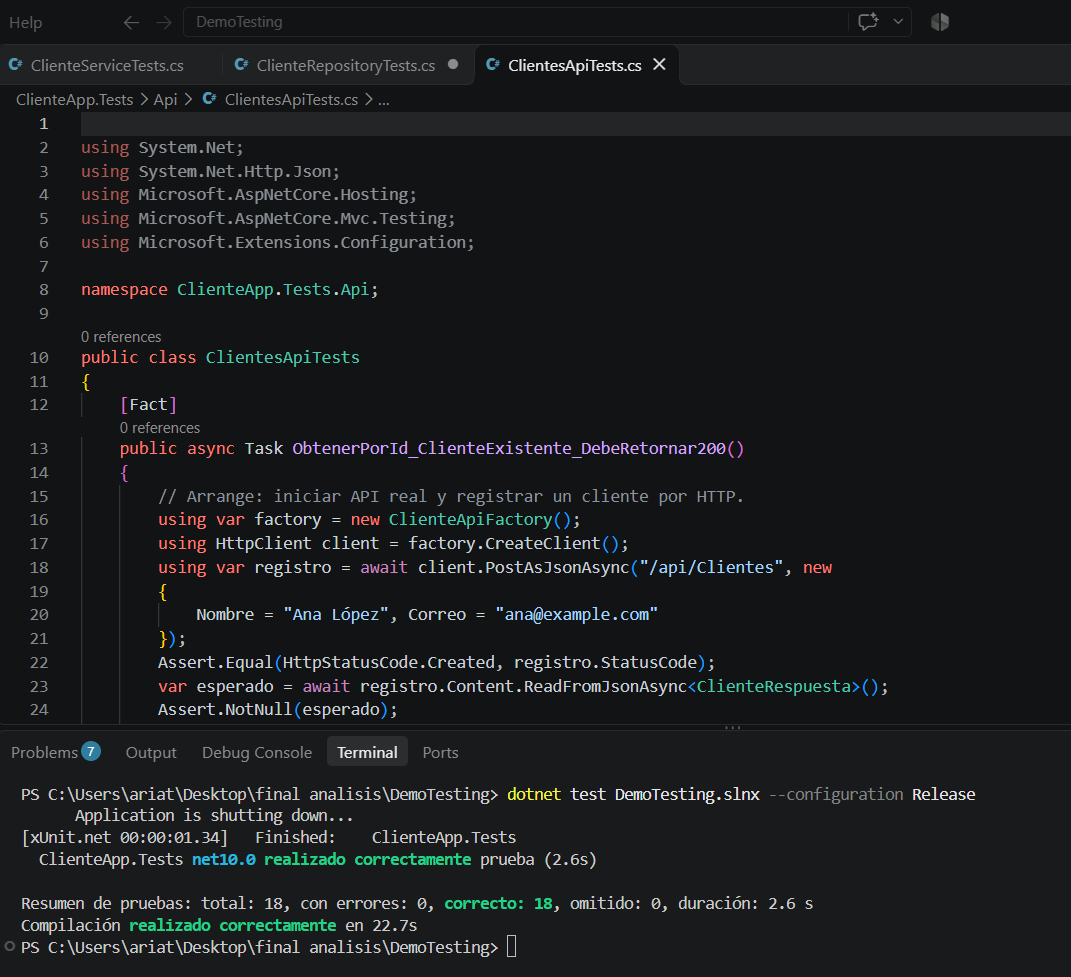 Help ← → DemoTesting
C# ClienteServiceTests.cs C# ClienteRepositoryTests.cs ● C# ClientesApiTests.cs ✕
ClienteApp.Tests > Api > C# ClientesApiTests.cs > ...
1
2 using System.Net;
3 using System.Net.Http.Json;
4 using Microsoft.AspNetCore.Hosting;
5 using Microsoft.AspNetCore.Mvc.Testing;
6 using Microsoft.Extensions.Configuration;
7
8 namespace ClienteApp.Tests.Api;
9
0 references
10 public class ClientesApiTests
11 {
12 [Fact]
0 references
13 public async Task ObtenerPorId_ClienteExistente_DebeRetornar200()
14 {
15 // Arrange: iniciar API real y registrar un cliente por HTTP.
16 using var factory = new ClienteApiFactory();
17 using HttpClient client = factory.CreateClient();
18 using var registro = await client.PostAsJsonAsync("/api/Clientes", new
19 {
20 Nombre = "Ana López", Correo = "ana@example.com"
21 });
22 Assert.Equal(HttpStatusCode.Created, registro.StatusCode);
23 var esperado = await registro.Content.ReadFromJsonAsync<ClienteRespuesta>();
24 Assert.NotNull(esperado);
Problems 7 Output Debug Console Terminal Ports
PS C:\Users\ariat\Desktop\final analisis\DemoTesting> dotnet test DemoTesting.slnx --configuration Release
Application is shutting down...
[xUnit.net 00:00:01.34] Finished: ClienteApp.Tests
ClienteApp.Tests net10.0 realizado correctamente prueba (2.6s)
Resumen de pruebas: total: 18, con errores: 0, correcto: 18, omitido: 0, duración: 2.6 s
Compilación realizado correctamente en 22.7s
PS C:\Users\ariat\Desktop\final analisis\DemoTesting>